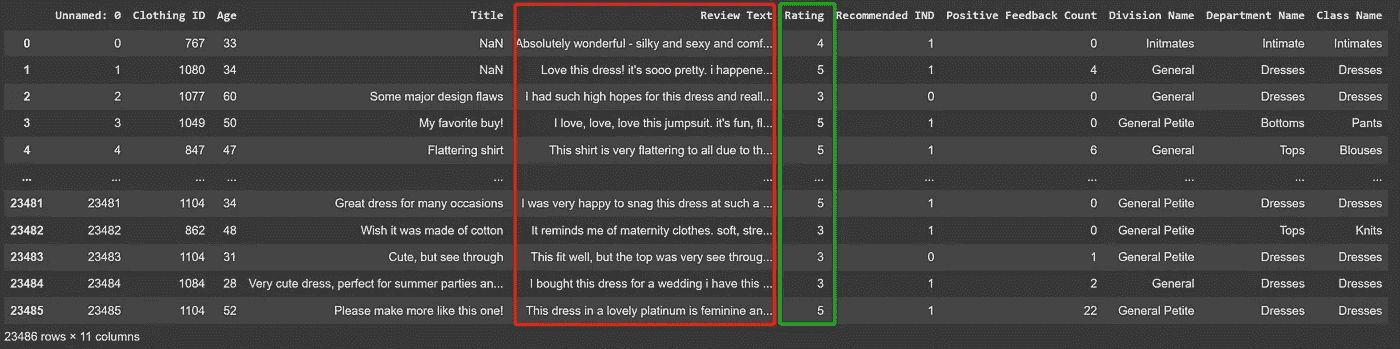 Unnamed: 0 Clothing ID Age Title Review Text Rating Recommended IND Positive Feedback Count Division Name Department Name Class Name
0 0 767 33 NaN Absolutely wonderful - silky and sexy and comf... 4 1 0 Initmates Intimate Intimates
1 1 1080 34 NaN Love this dress! it's sooo pretty. i happene... 5 1 4 General Dresses Dresses
2 2 1077 60 Some major design flaws I had such high hopes for this dress and reall... 3 0 0 General Dresses Dresses
3 3 1049 50 My favorite buy! I love, love, love this jumpsuit. it's fun, fl... 5 1 0 General Petite Bottoms Pants
4 4 847 47 Flattering shirt This shirt is very flattering to all due to th... 5 1 6 General Tops Blouses
... ... ... ... ... ... ... ... ... ... ... ...
23481 23481 1104 34 Great dress for many occasions I was very happy to snag this dress at such a ... 5 1 0 General Petite Dresses Dresses
23482 23482 862 48 Wish it was made of cotton It reminds me of maternity clothes. soft, stre... 3 1 0 General Petite Tops Knits
23483 23483 1104 31 Cute, but see through This fit well, but the top was very see throug... 3 0 1 General Petite Dresses Dresses
23484 23484 1084 28 Very cute dress, perfect for summer parties an... I bought this dress for a wedding i have this ... 3 1 2 General Dresses Dresses
23485 23485 1104 52 Please make more like this one! This dress in a lovely platinum is feminine an... 5 1 22 General Petite Dresses Dresses
23486 rows × 11 columns